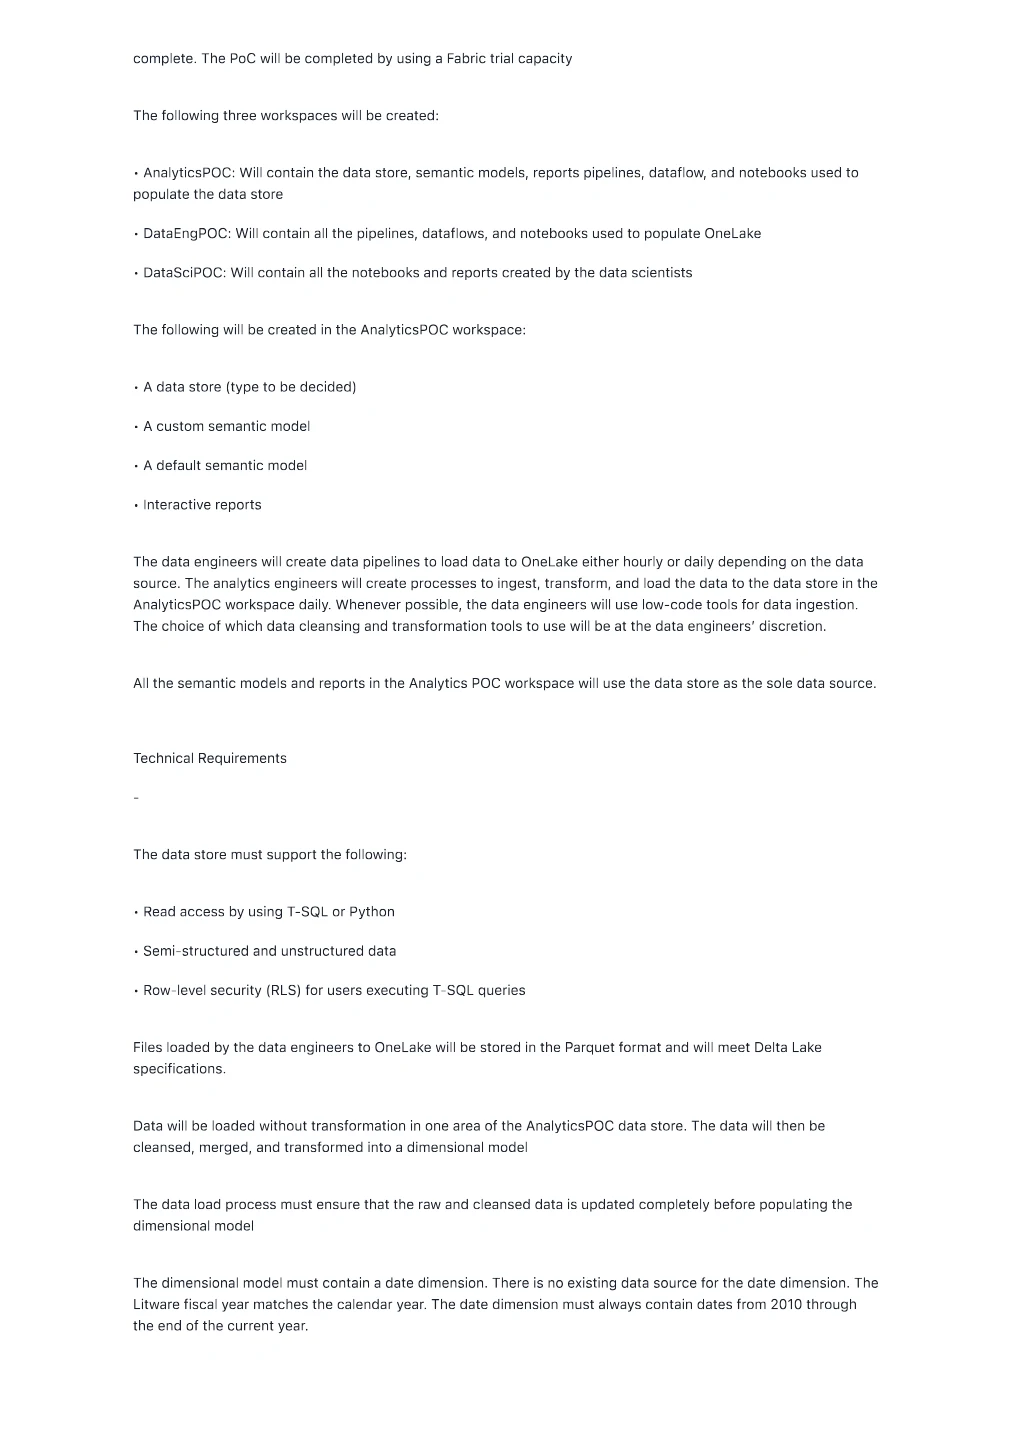 complete. The PoC will be completed by using a Fabric trial capacity
The following three workspaces will be created:
• AnalyticsPOC: Will contain the data store, semantic models, reports pipelines, dataflow, and notebooks used to
populate the data store
• DataEngPOC: Will contain all the pipelines, dataflows, and notebooks used to populate OneLake
• DataSciPOC: Will contain all the notebooks and reports created by the data scientists
The following will be created in the AnalyticsPOC workspace:
• A data store (type to be decided)
• A custom semantic model
• A default semantic model
• Interactive reports
The data engineers will create data pipelines to load data to OneLake either hourly or daily depending on the data
source. The analytics engineers will create processes to ingest, transform, and load the data to the data store in the
AnalyticsPOC workspace daily. Whenever possible, the data engineers will use low-code tools for data ingestion.
The choice of which data cleansing and transformation tools to use will be at the data engineers’ discretion.
All the semantic models and reports in the Analytics POC workspace will use the data store as the sole data source.
Technical Requirements
-
The data store must support the following:
• Read access by using T-SQL or Python
• Semi-structured and unstructured data
• Row-level security (RLS) for users executing T-SQL queries
Files loaded by the data engineers to OneLake will be stored in the Parquet format and will meet Delta Lake
specifications.
Data will be loaded without transformation in one area of the AnalyticsPOC data store. The data will then be
cleansed, merged, and transformed into a dimensional model
The data load process must ensure that the raw and cleansed data is updated completely before populating the
dimensional model
The dimensional model must contain a date dimension. There is no existing data source for the date dimension. The
Litware fiscal year matches the calendar year. The date dimension must always contain dates from 2010 through
the end of the current year.